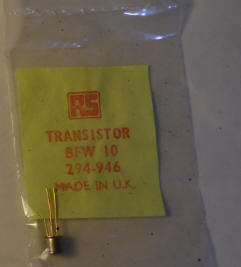 RS
TRANSISTOR
BFW 10
294-946
MADE IN U.K.